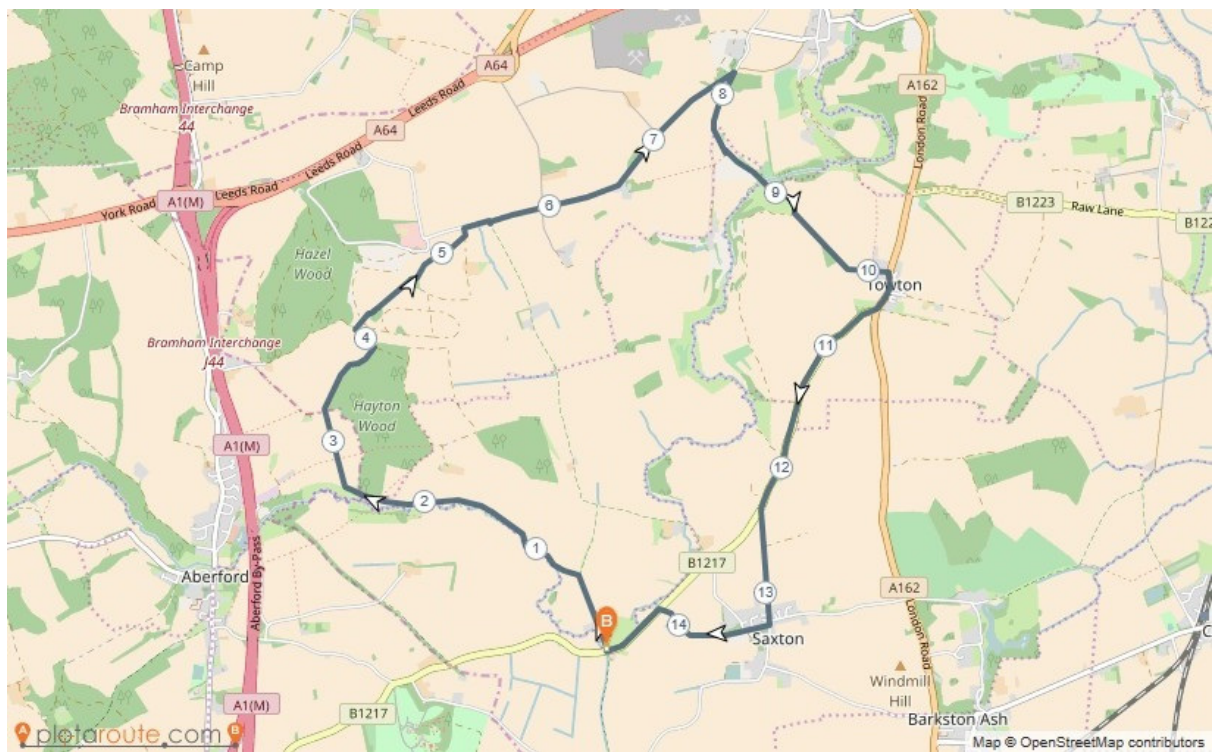 A64
Camp
Hill
Bramham Interchange
44
Leeds Road
A64
Leeds Road
A162
London Road
8
7
A1(M)
Leeds Road
York Road
9
B1223
Raw Lane
6
5
Hazel
Wood
10
Towton
4
Bramham Interchange
J44
11
Hayton
Wood
3
A1(M)
12
2
1
B1217
Aberford
Aberford By-Pass
13
A162
London Road
B
14
Saxton
A1(M)
B1217
Windmill
Hill
Barkston Ash
A plotaroute.com B
Map © OpenStreetMap contributors